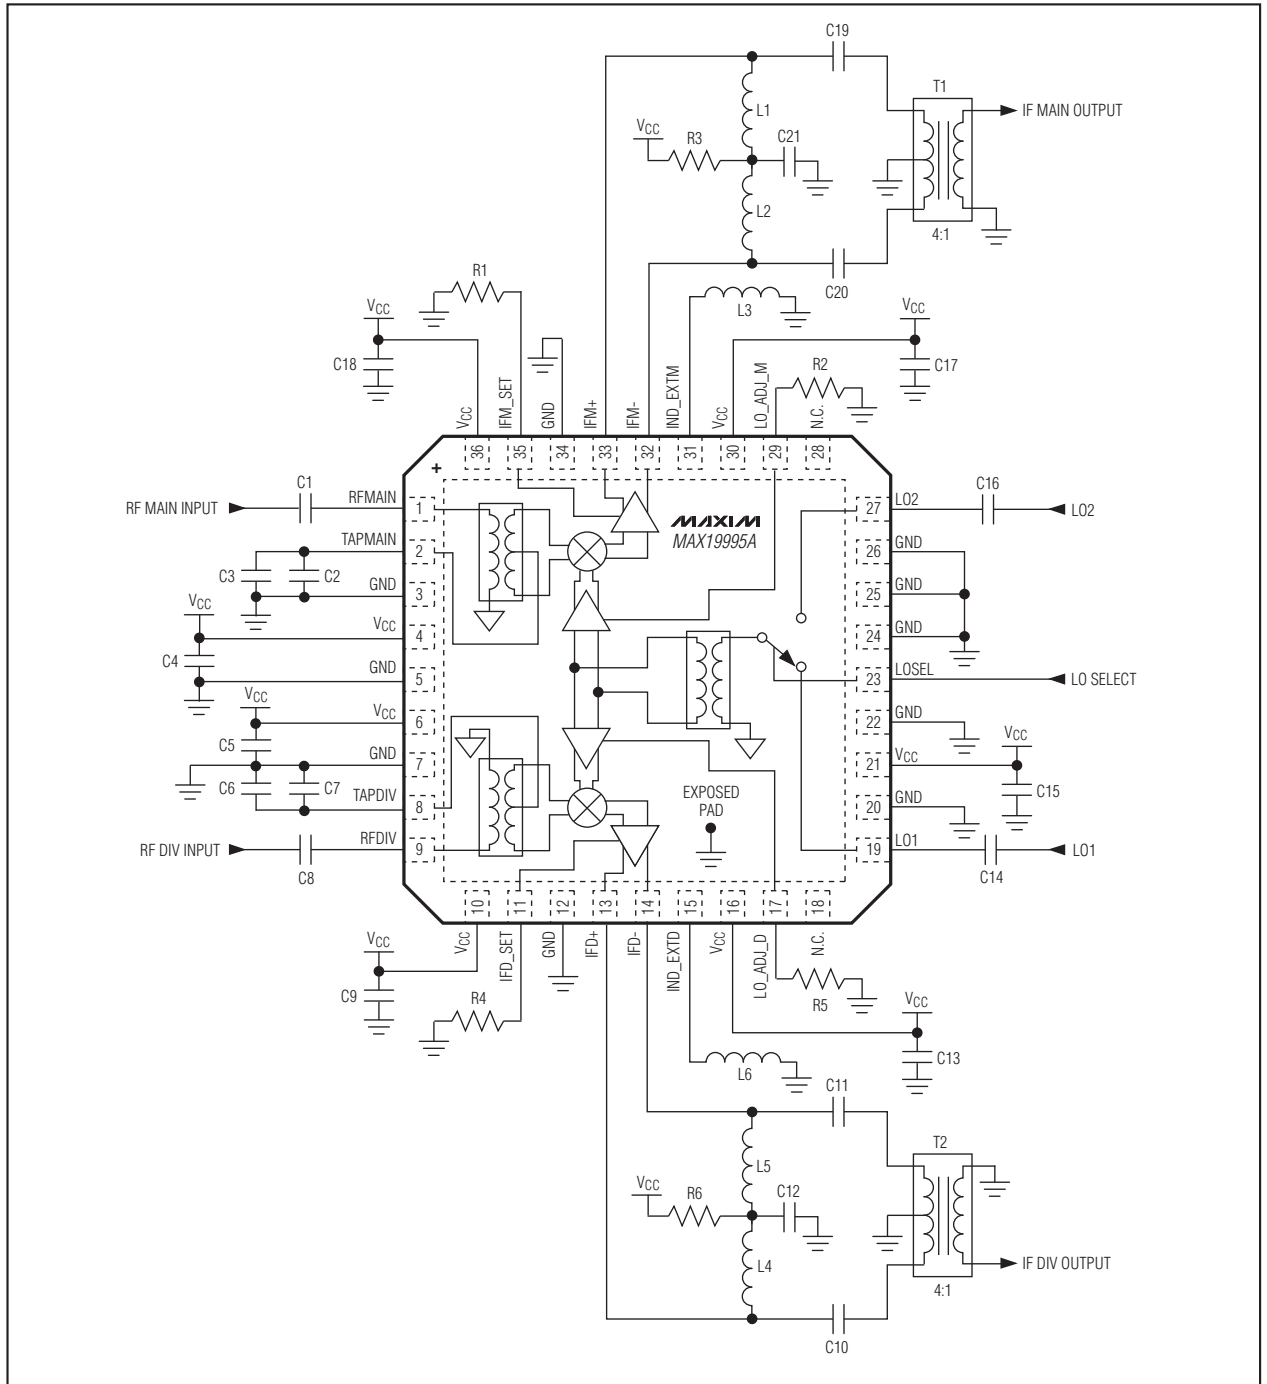 C19
T1
IF MAIN OUTPUT
L1
VCC
R3
C21
L2
4:1
C20
R1
L3
VCC
VCC
C18
C17
R2
VCC
IFM_SET
GND
IFM+
IFM-
IND_EXTM
VCC
LO_ADJ_M
N.C.
36
35
34
33
32
31
30
29
28
+
RF MAIN INPUT
C1
RFMAIN
1
MAXIM
MAX19995A
27
LO2
C16
LO2
TAPMAIN
2
26
GND
C3
C2
GND
3
25
GND
VCC
VCC
4
24
GND
C4
GND
5
23
LOSEL
LO SELECT
VCC
VCC
6
22
GND
C5
GND
7
21
VCC
VCC
C6
C7
TAPDIV
8
EXPOSED
PAD
20
GND
C15
RF DIV INPUT
C8
RFDIV
9
19
LO1
C14
LO1
10
11
12
13
14
15
16
17
18
VCC
IFD_SET
GND
IFD+
IFD-
IND_EXTD
VCC
LO_ADJ_D
N.C.
VCC
C9
R4
R5
VCC
C13
L6
C11
T2
L5
VCC
R6
C12
L4
IF DIV OUTPUT
4:1
C10